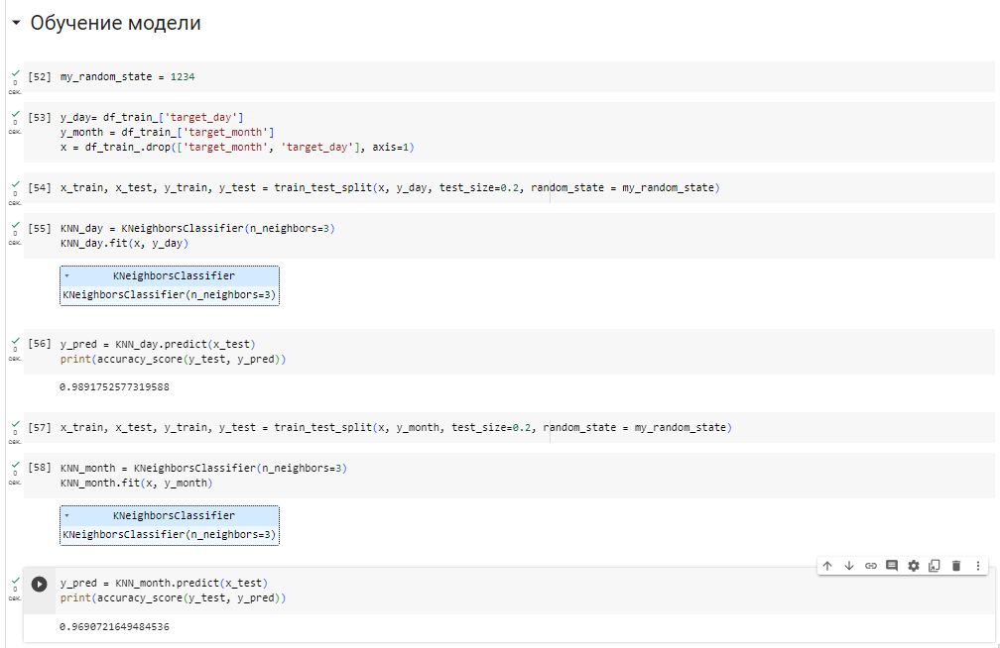 Обучение модели
0
сек.
[52] my_random_state = 1234
0
сек.
[53] y_day= df_train_['target_day']
y_month = df_train_['target_month']
x = df_train_.drop(['target_month', 'target_day'], axis=1)
0
сек.
[54] x_train, x_test, y_train, y_test = train_test_split(x, y_day, test_size=0.2, random_state = my_random_state)
0
сек.
[55] KNN_day = KNeighborsClassifier(n_neighbors=3)
KNN_day.fit(x, y_day)
KNeighborsClassifier
KNeighborsClassifier(n_neighbors=3)
0
сек.
[56] y_pred = KNN_day.predict(x_test)
print(accuracy_score(y_test, y_pred))
0.9891752577319588
0
сек.
[57] x_train, x_test, y_train, y_test = train_test_split(x, y_month, test_size=0.2, random_state = my_random_state)
0
сек.
[58] KNN_month = KNeighborsClassifier(n_neighbors=3)
KNN_month.fit(x, y_month)
KNeighborsClassifier
KNeighborsClassifier(n_neighbors=3)
0
сек.
y_pred = KNN_month.predict(x_test)
print(accuracy_score(y_test, y_pred))
0.9690721649484536